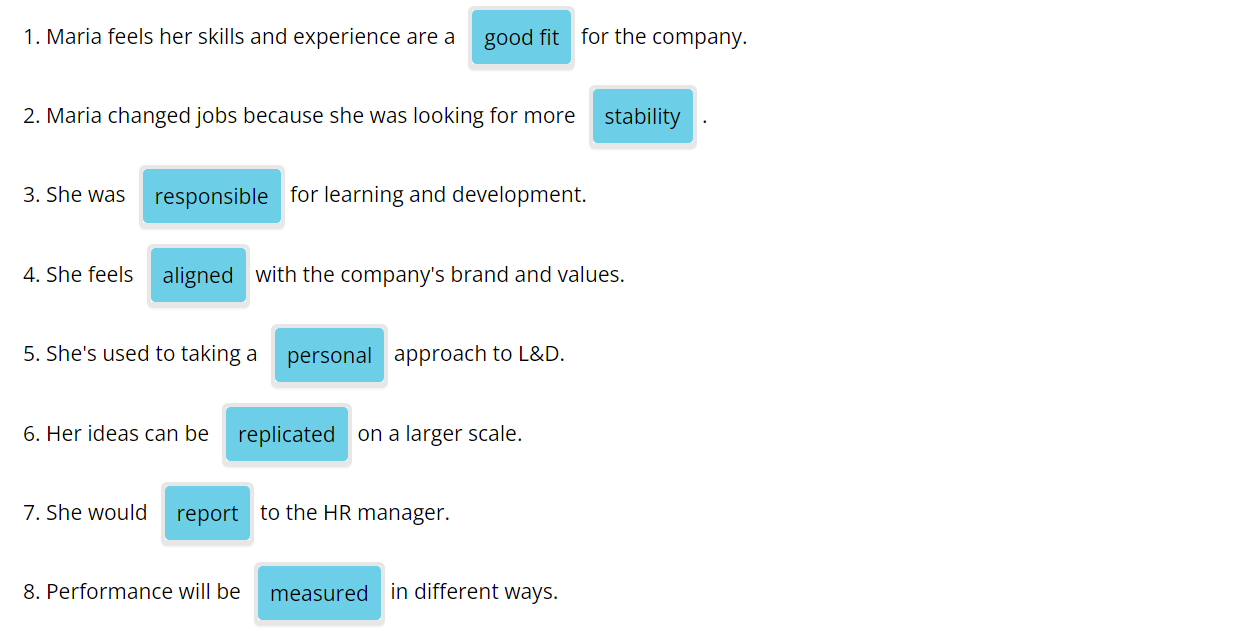 1. Maria feels her skills and experience are a good fit for the company.
2. Maria changed jobs because she was looking for more stability .
3. She was responsible for learning and development.
4. She feels aligned with the company's brand and values.
5. She's used to taking a personal approach to L&D.
6. Her ideas can be replicated on a larger scale.
7. She would report to the HR manager.
8. Performance will be measured in different ways.